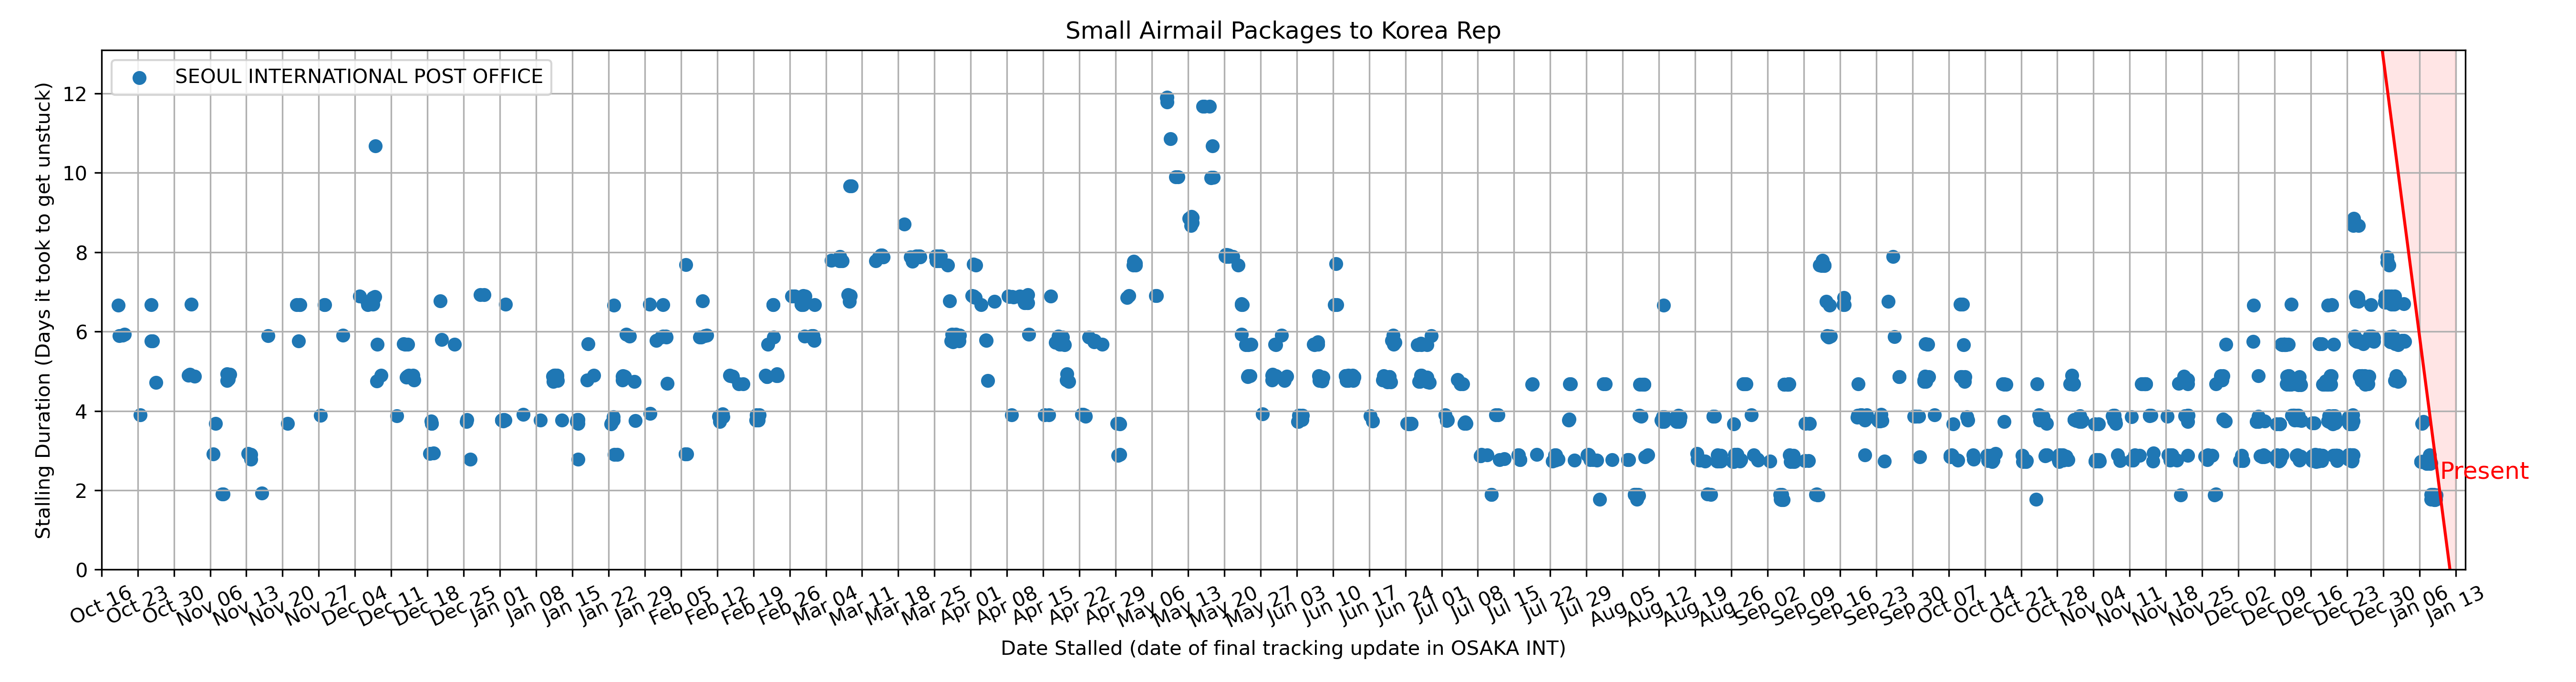 Small Airmail Packages to Korea Rep
SEOUL INTERNATIONAL POST OFFICE
Stalling Duration (Days it took to get unstuck)
12
10
8
6
4
2
0
Present
Oct 16 Oct 23 Oct 30 Nov 06 Nov 13 Nov 20 Nov 27 Dec 04 Dec 11 Dec 18 Dec 25 Jan 01 Jan 08 Jan 15 Jan 22 Jan 29 Feb 05 Feb 12 Feb 19 Feb 26 Mar 04 Mar 11 Mar 18 Mar 25 Apr 01 Apr 08 Apr 15 Apr 22 Apr 29 May 06 May 13 May 20 May 27 Jun 03 Jun 10 Jun 17 Jun 24 Jul 01 Jul 08 Jul 15 Jul 22 Jul 29 Aug 05 Aug 12 Aug 19 Aug 26 Sep 02 Sep 09 Sep 16 Sep 23 Sep 30 Oct 07 Oct 14 Oct 21 Oct 28 Nov 04 Nov 11 Nov 18 Nov 25 Dec 02 Dec 09 Dec 16 Dec 23 Dec 30 Jan 06 Jan 13
Date Stalled (date of final tracking update in OSAKA INT)